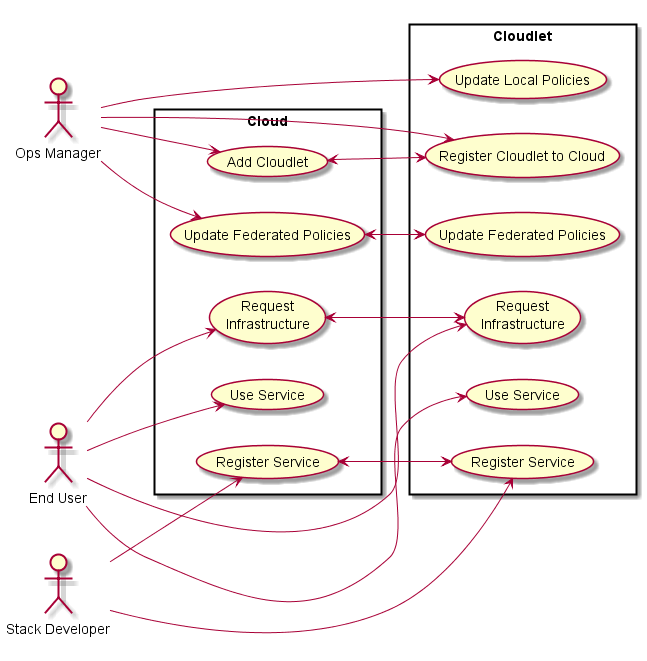 Cloudlet
Update Local Policies
Ops Manager
Cloud
Add Cloudlet
Register Cloudlet to Cloud
Update Federated Policies
Update Federated Policies
Request
Infrastructure
Request
Infrastructure
Use Service
Use Service
End User
Register Service
Register Service
Stack Developer